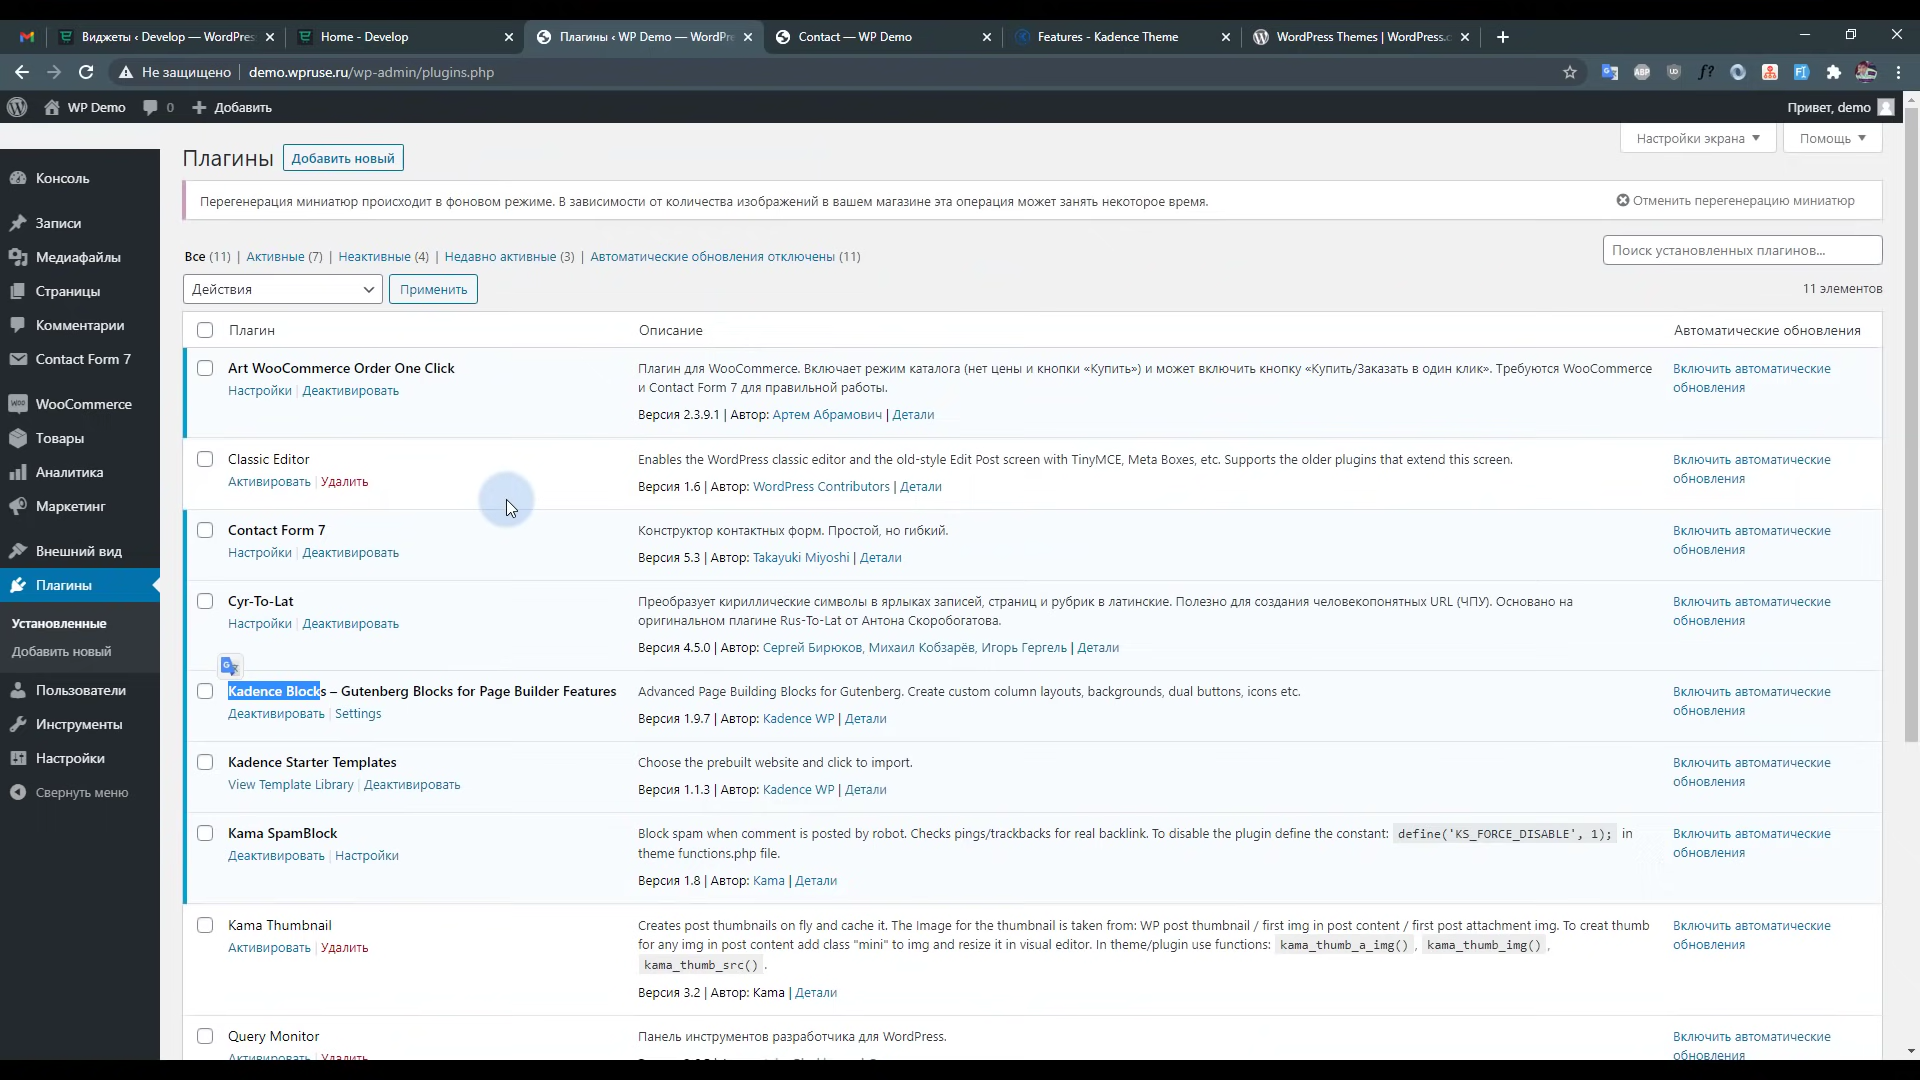 Виджеты ‹ Develop — WordPres
Home - Develop
Плагины ‹ WP Demo — WordPre
Contact — WP Demo
Features - Kadence Theme
WordPress Themes | WordPress.c
Не защищено
demo.wpruse.ru/wp-admin/plugins.php
WP Demo
0
Добавить
Привет, demo
Настройки экрана
Помощь
Плагины
Добавить новый
Перегенерация миниатюр происходит в фоновом режиме. В зависимости от количества изображений в вашем магазине эта операция может занять некоторое время.
Отменить перегенерацию миниатюр
Консоль
Записи
Медиафайлы
Страницы
Комментарии
Contact Form 7
WooCommerce
Товары
Аналитика
Маркетинг
Внешний вид
Плагины
Установленные
Добавить новый
Пользователи
Инструменты
Настройки
Свернуть меню
Все (11) | Активные (7) | Неактивные (4) | Недавно активные (3) | Автоматические обновления отключены (11)
Поиск установленных плагинов...
Действия
Применить
11 элементов
Плагин
Описание
Автоматические обновления
Art WooCommerce Order One Click
Настройки | Деактивировать
Плагин для WooCommerce. Включает режим каталога (нет цены и кнопки «Купить») и может включить кнопку «Купить/Заказать в один клик». Требуются WooCommerce
и Contact Form 7 для правильной работы.
Версия 2.3.9.1 | Автор: Артем Абрамович | Детали
Включить автоматические
обновления
Classic Editor
Активировать | Удалить
Enables the WordPress classic editor and the old-style Edit Post screen with TinyMCE, Meta Boxes, etc. Supports the older plugins that extend this screen.
Версия 1.6 | Автор: WordPress Contributors | Детали
Включить автоматические
обновления
Contact Form 7
Настройки | Деактивировать
Конструктор контактных форм. Простой, но гибкий.
Версия 5.3 | Автор: Takayuki Miyoshi | Детали
Включить автоматические
обновления
Cyr-To-Lat
Настройки | Деактивировать
Преобразует кириллические символы в ярлыках записей, страниц и рубрик в латинские. Полезно для создания человекопонятных URL (ЧПУ). Основано на
оригинальном плагине Rus-To-Lat от Антона Скоробогатова.
Версия 4.5.0 | Автор: Сергей Бирюков, Михаил Кобзарёв, Игорь Гергель | Детали
Включить автоматические
обновления
Kadence Blocks – Gutenberg Blocks for Page Builder Features
Деактивировать | Settings
Advanced Page Building Blocks for Gutenberg. Create custom column layouts, backgrounds, dual buttons, icons etc.
Версия 1.9.7 | Автор: Kadence WP | Детали
Включить автоматические
обновления
Kadence Starter Templates
View Template Library | Деактивировать
Choose the prebuilt website and click to import.
Версия 1.1.3 | Автор: Kadence WP | Детали
Включить автоматические
обновления
Kama SpamBlock
Деактивировать | Настройки
Block spam when comment is posted by robot. Checks pings/trackbacks for real backlink. To disable the plugin define the constant: define('KS_FORCE_DISABLE', 1); in
theme functions.php file.
Версия 1.8 | Автор: Kama | Детали
Включить автоматические
обновления
Kama Thumbnail
Активировать | Удалить
Creates post thumbnails on fly and cache it. The Image for the thumbnail is taken from: WP post thumbnail / first img in post content / first post attachment img. To creat thumb
for any img in post content add class "mini" to img and resize it in visual editor. In theme/plugin use functions: kama_thumb_a_img() , kama_thumb_img() ,
kama_thumb_src() .
Версия 3.2 | Автор: Kama | Детали
Включить автоматические
обновления
Query Monitor
Активировать | Удалить
Панель инструментов разработчика для WordPress.
Включить автоматические
обновления